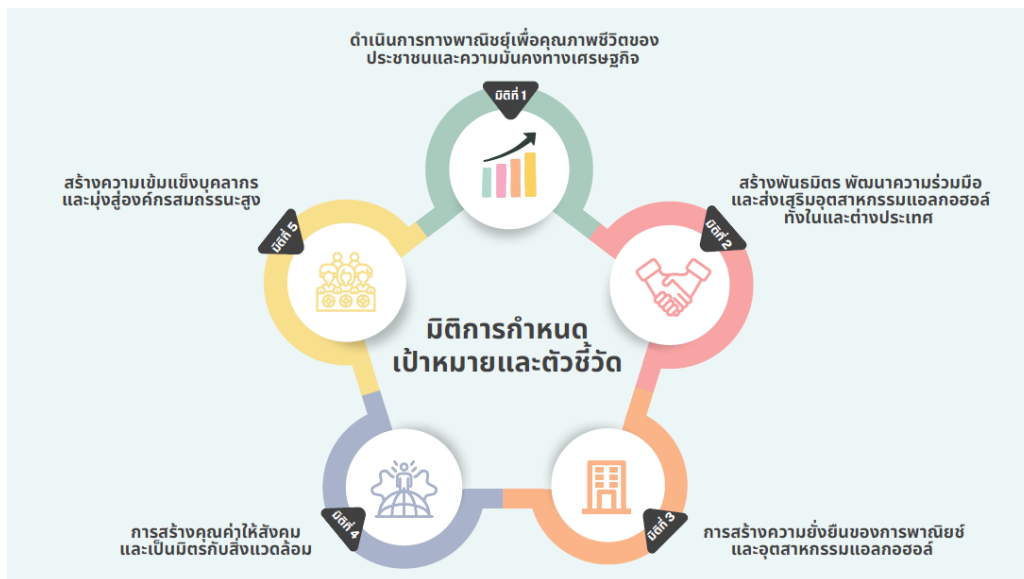 ดำเนินการทางพาณิชย์เพื่อคุณภาพชีวิตของ
ประชาชนและความมั่นคงทางเศรษฐกิจ
มิติที่ 1
สร้างพันธมิตร พัฒนาความร่วมมือ
และส่งเสริมอุตสาหกรรมแอลกอฮอล์
ทั้งในและต่างประเทศ
มิติที่ 2
การสร้างความยั่งยืนของการพาณิยช์
และอุตสาหกรรมแอลกอฮอล์
มิติที่ 3
การสร้างคุณค่าให้สังคม
และเป็นมิตรกับสิ่งแวดล้อม
มิติที่ 4
สร้างความเข้มแข็งบุคลากร
และมุ่งสู่องค์กรสมถรรนะสูง
มิติที่ 5
มิติการกำหนด
เป้าหมายและตัวชี้วัด